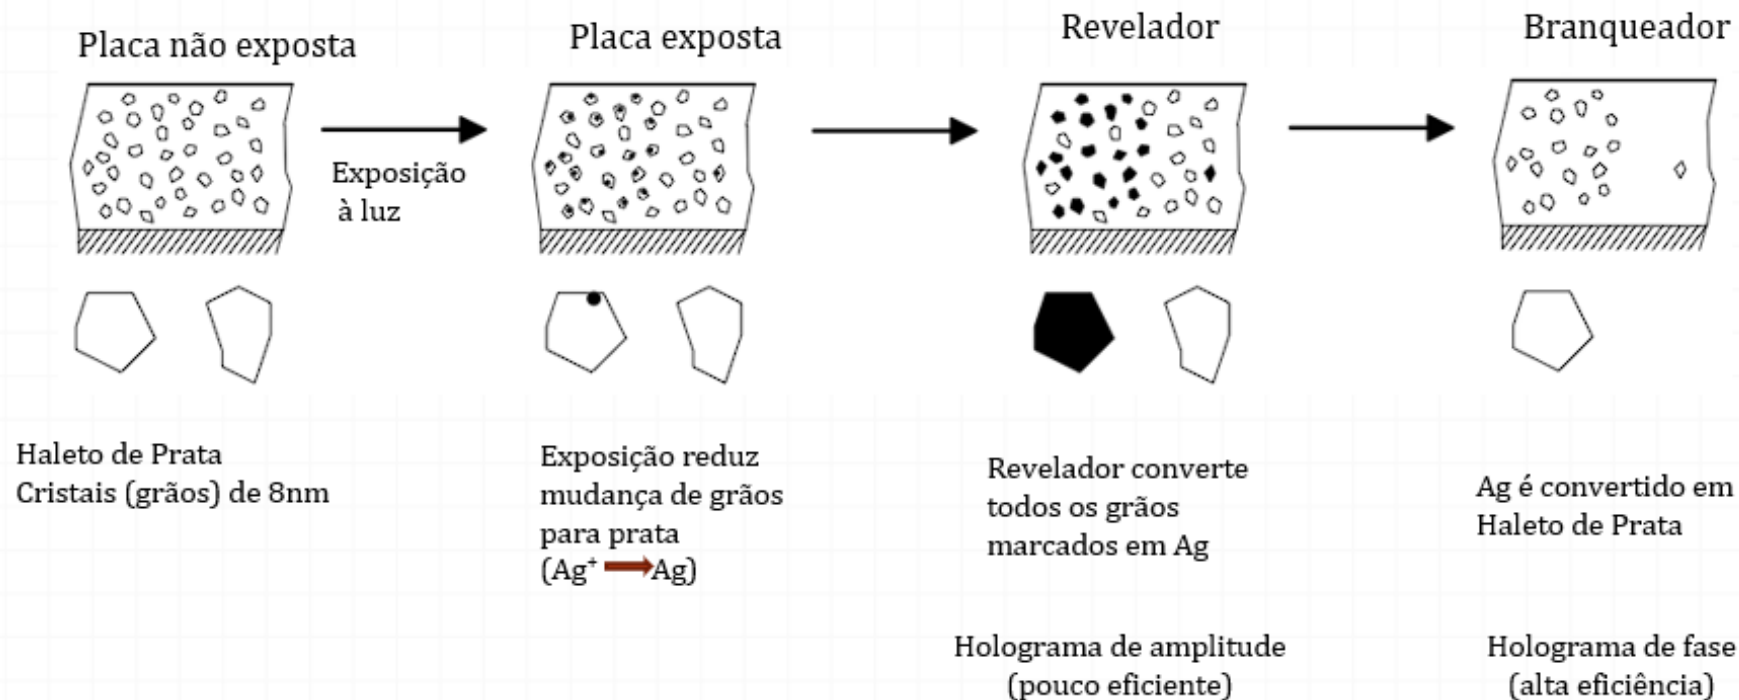 Placa não exposta
Placa exposta
Revelador
Branqueador
Exposição
à luz
Haleto de Prata
Cristais (grãos) de 8nm
Exposição reduz
mudança de grãos
para prata
(Ag⁺ Ag)
Revelador converte
todos os grãos
marcados em Ag
Ag é convertido em
Haleto de Prata
Holograma de amplitude
(pouco eficiente)
Holograma de fase
(alta eficiência)